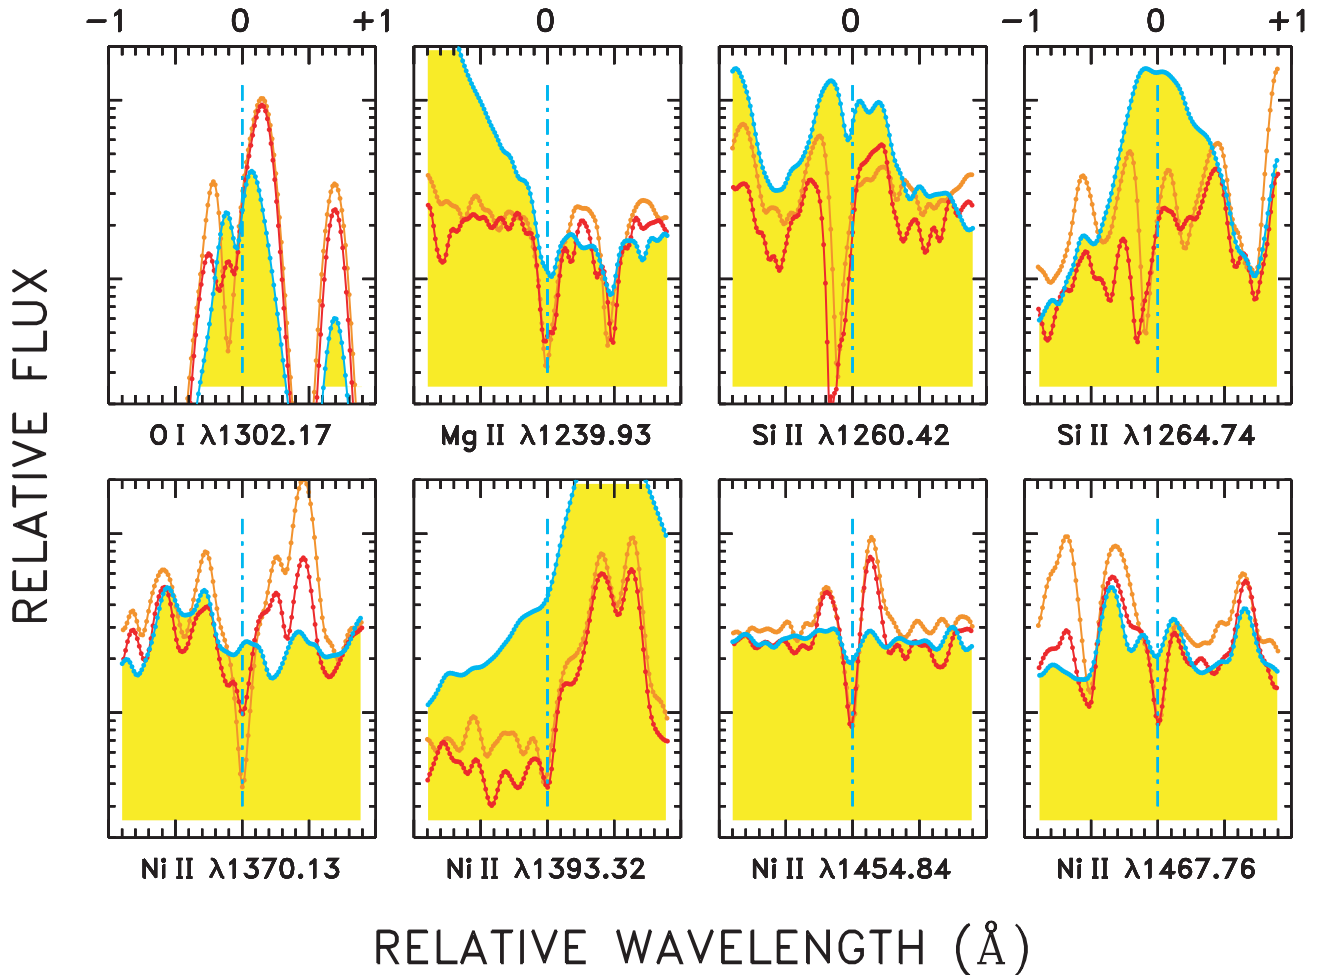 −1 0 +1 0 0 −1 0 +1
O I λ1302.17 Mg II λ1239.93 Si II λ1260.42 Si II λ1264.74
RELATIVE FLUX
Ni II λ1370.13 Ni II λ1393.32 Ni II λ1454.84 Ni II λ1467.76
RELATIVE WAVELENGTH (Å)